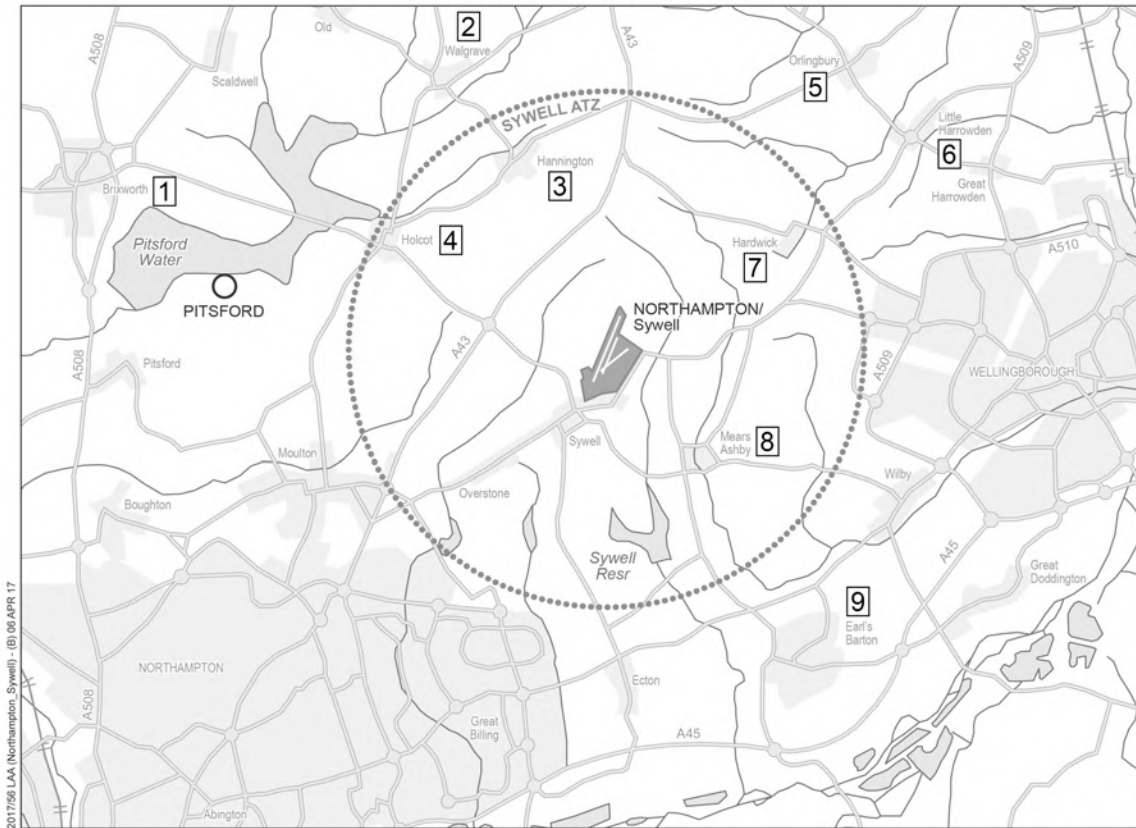 A508
Old
2
Walgrave
A43
Orlingbury
5
A509
Scaldwell
SYWELL ATZ
Little
Harrowden
6
Great
Harrowden
Brixworth
1
Hannington
3
Pitsford
Water
Holcot
4
Hardwick
7
A510
PITSFORD
NORTHAMPTON/
Sywell
A43
A508
Pitsford
A509
WELLINGBOROUGH
Sywell
Mears
Ashby
8
Moulton
Overstone
Wilby
Boughton
Sywell
Resr
A45
Great
Doddington
9
Earl's
Barton
NORTHAMPTON
Ecton
A508
Great
Billing
A45
Abington
2017/56 LAA (Northampton_Sywell) - (B) 06 APR 17